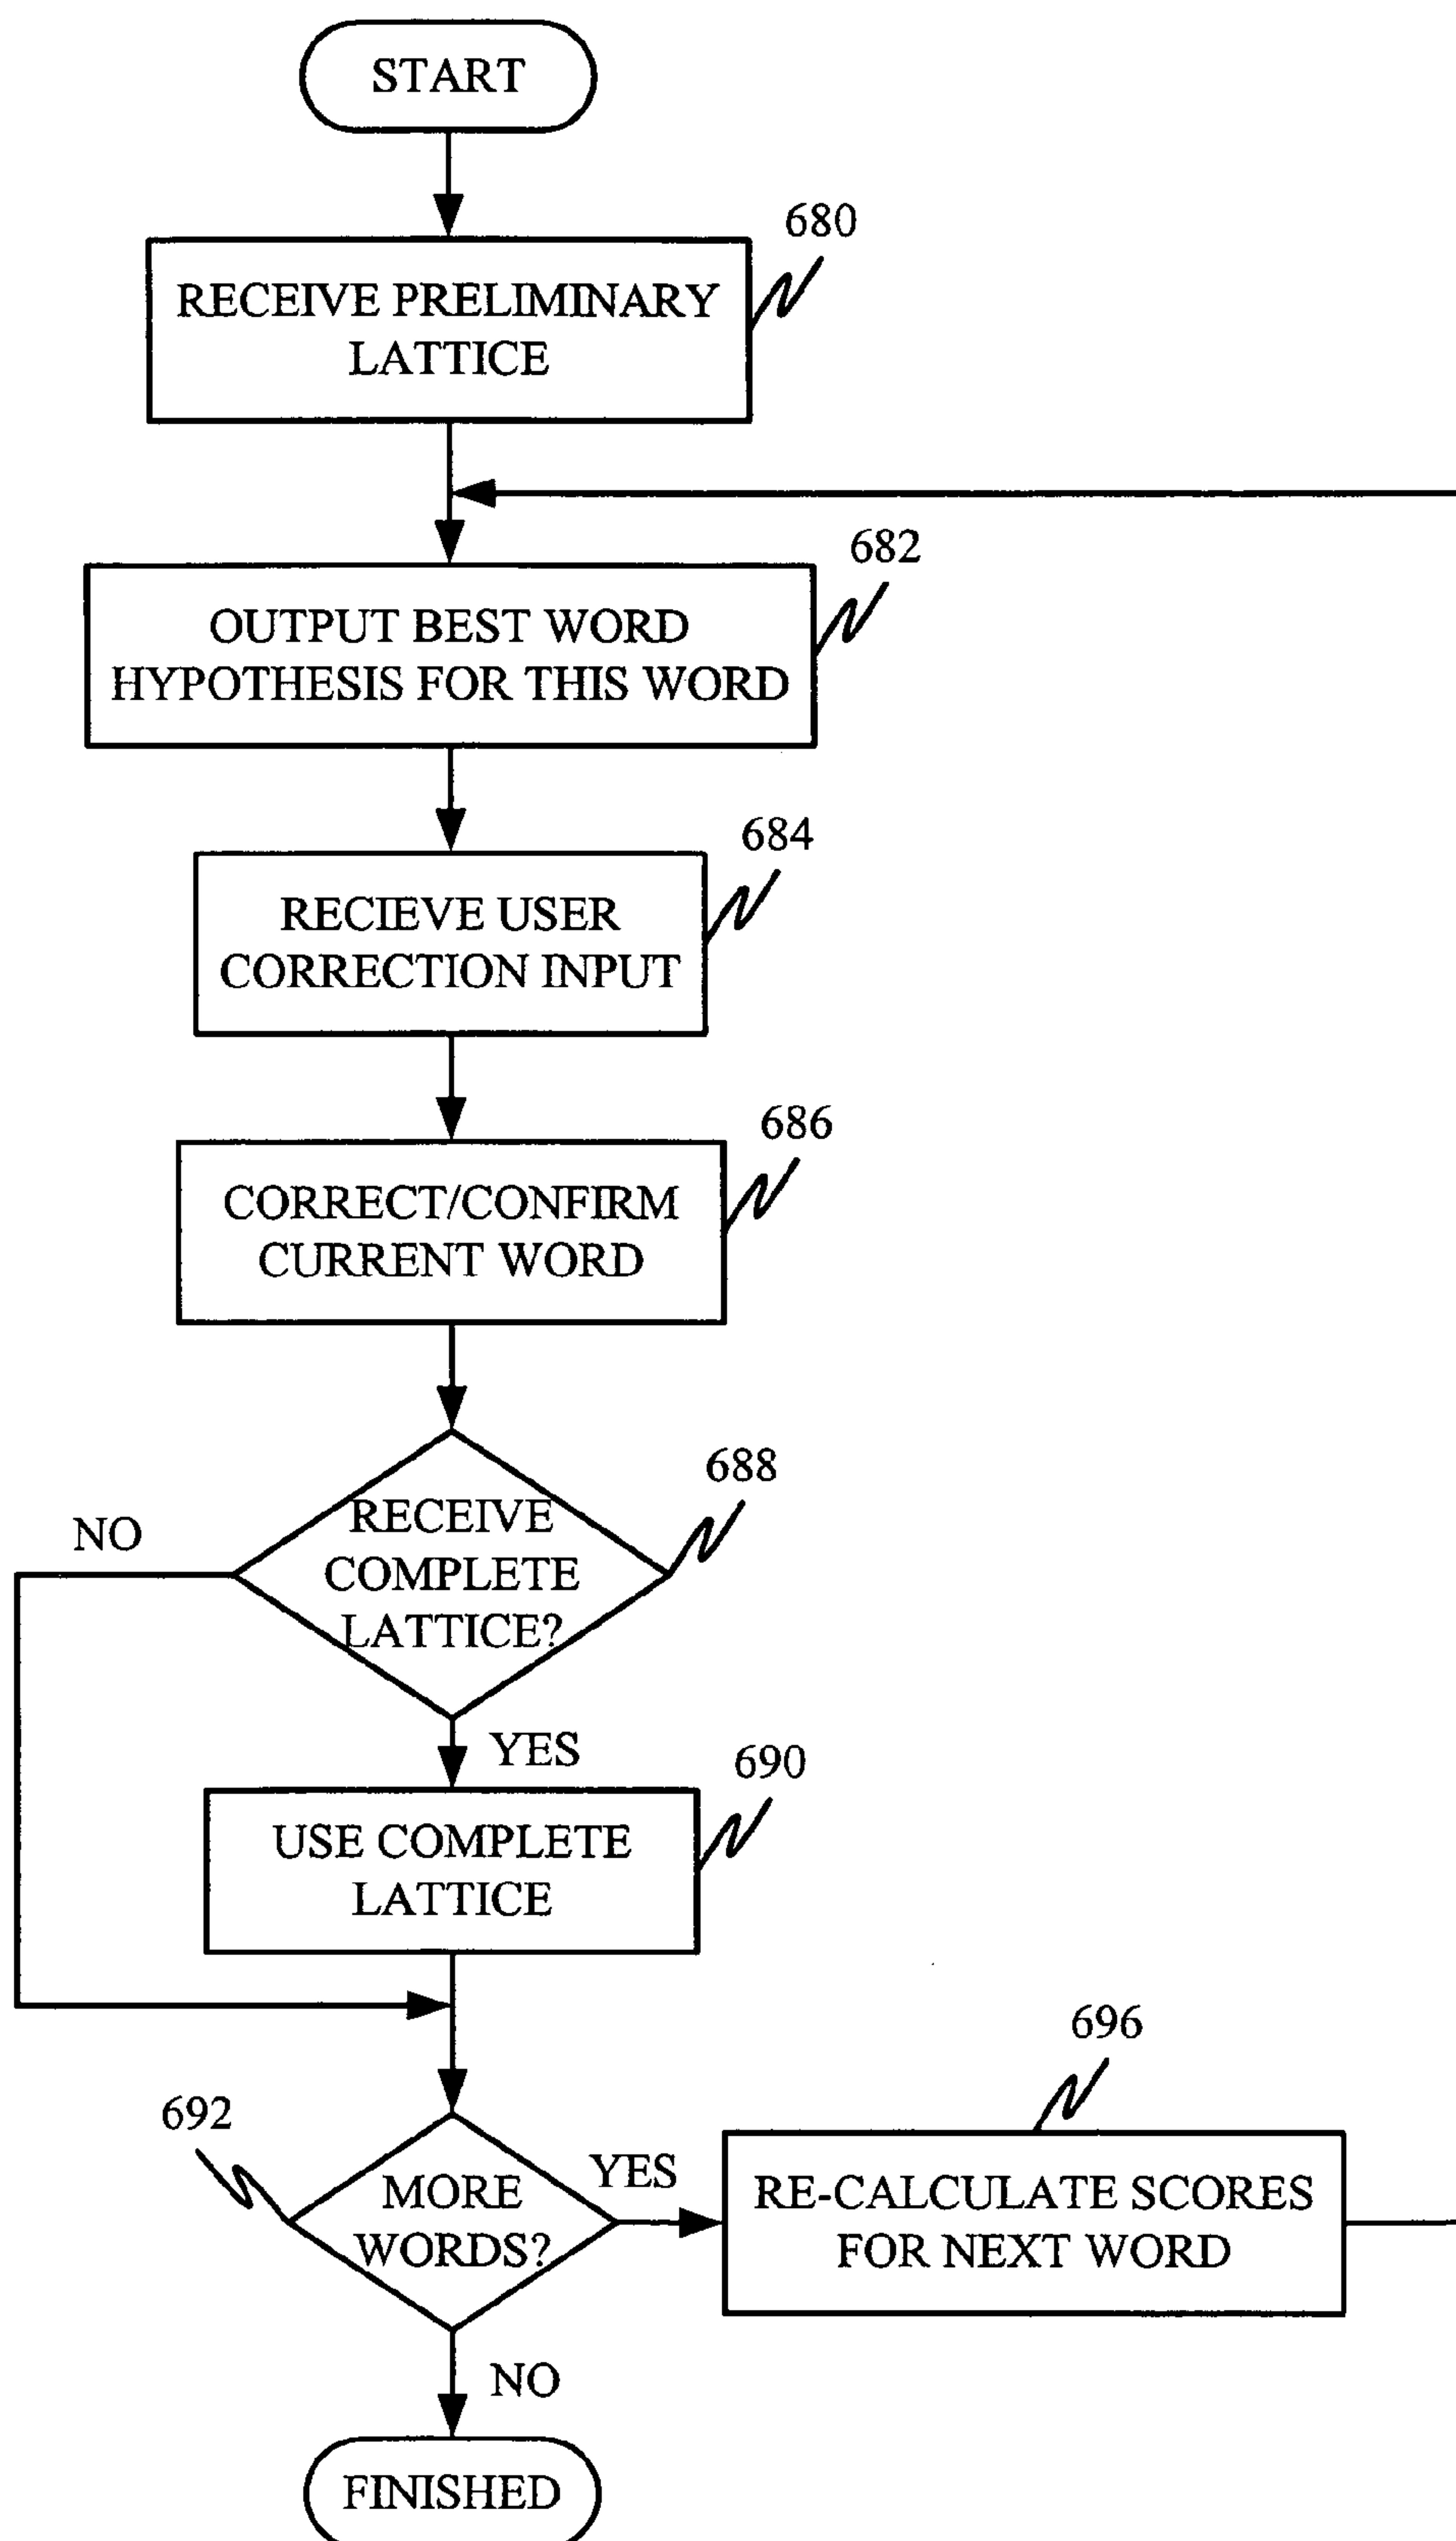 START
680
RECEIVE PRELIMINARY
LATTICE
682
OUTPUT BEST WORD
HYPOTHESIS FOR THIS WORD
684
RECIEVE USER
CORRECTION INPUT
686
CORRECT/CONFIRM
CURRENT WORD
688
NO
RECEIVE
COMPLETE
LATTICE?
YES
690
USE COMPLETE
LATTICE
696
692
YES
MORE
WORDS?
RE-CALCULATE SCORES
FOR NEXT WORD
NO
FINISHED